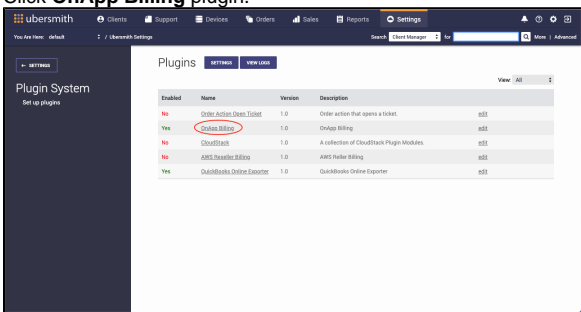 Click OnApp Billing plugin.
ubersmith Clients Support Devices Orders Sales Reports Settings
You Are Here: default / Ubersmith Settings Search Client Manager for More | Advanced
← SETTINGS
Plugin System
Set up plugins
Plugins SETTINGS VIEW LOGS
View: All
Enabled Name Version Description
No Order Action Open Ticket 1.0 Order action that opens a ticket. edit
Yes OnApp Billing 1.0 OnApp Billing edit
No CloudStack 1.0 A collection of CloudStack Plugin Modules. edit
No AWS Reseller Billing 1.0 AWS Reller Billing edit
Yes QuickBooks Online Exporter 1.0 QuickBooks Online Exporter edit